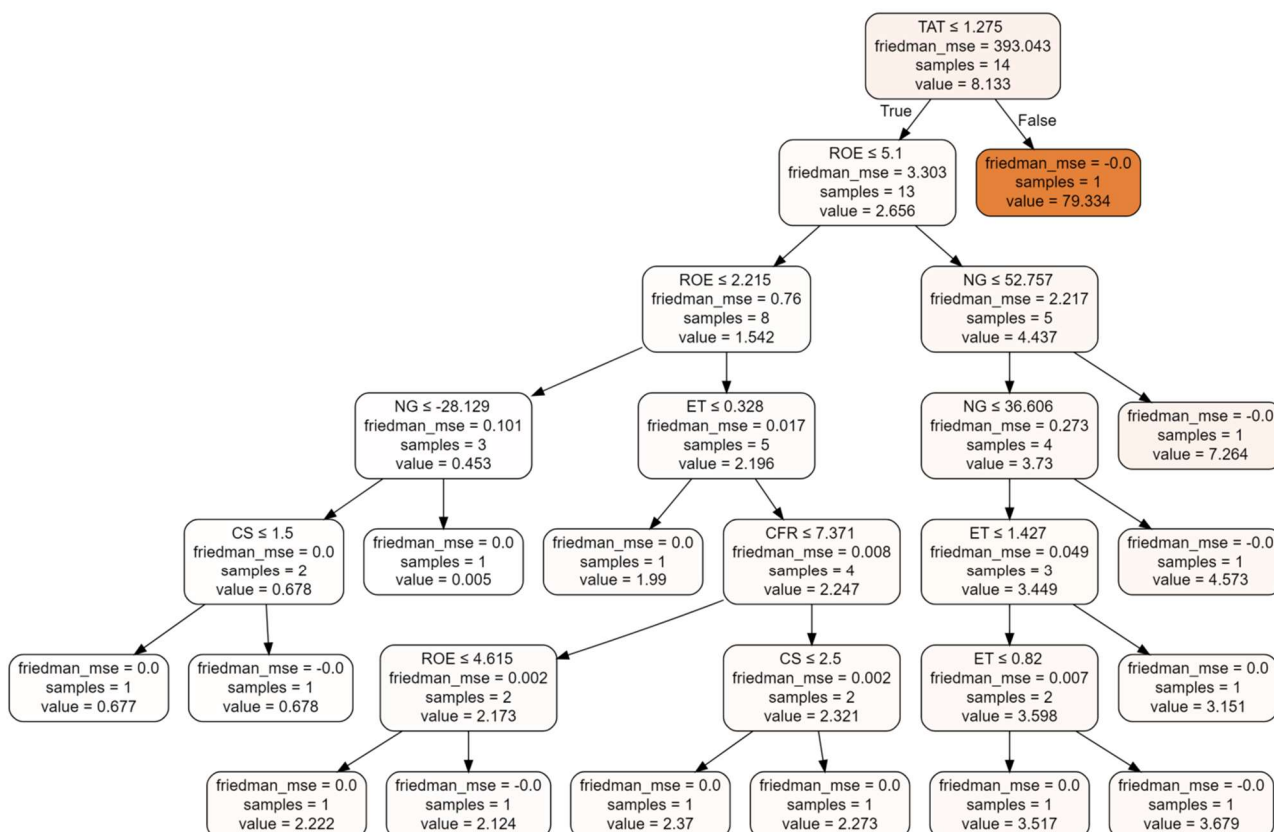 TAT ≤ 1.275
friedman_mse = 393.043
samples = 14
value = 8.133
True
False
ROE ≤ 5.1
friedman_mse = 3.303
samples = 13
value = 2.656
friedman_mse = -0.0
samples = 1
value = 79.334
ROE ≤ 2.215
friedman_mse = 0.76
samples = 8
value = 1.542
NG ≤ 52.757
friedman_mse = 2.217
samples = 5
value = 4.437
NG ≤ -28.129
friedman_mse = 0.101
samples = 3
value = 0.453
ET ≤ 0.328
friedman_mse = 0.017
samples = 5
value = 2.196
NG ≤ 36.606
friedman_mse = 0.273
samples = 4
value = 3.73
friedman_mse = -0.0
samples = 1
value = 7.264
CS ≤ 1.5
friedman_mse = 0.0
samples = 2
value = 0.678
friedman_mse = 0.0
samples = 1
value = 0.005
friedman_mse = 0.0
samples = 1
value = 1.99
CFR ≤ 7.371
friedman_mse = 0.008
samples = 4
value = 2.247
ET ≤ 1.427
friedman_mse = 0.049
samples = 3
value = 3.449
friedman_mse = -0.0
samples = 1
value = 4.573
friedman_mse = 0.0
samples = 1
value = 0.677
friedman_mse = -0.0
samples = 1
value = 0.678
ROE ≤ 4.615
friedman_mse = 0.002
samples = 2
value = 2.173
CS ≤ 2.5
friedman_mse = 0.002
samples = 2
value = 2.321
ET ≤ 0.82
friedman_mse = 0.007
samples = 2
value = 3.598
friedman_mse = 0.0
samples = 1
value = 3.151
friedman_mse = 0.0
samples = 1
value = 2.222
friedman_mse = -0.0
samples = 1
value = 2.124
friedman_mse = 0.0
samples = 1
value = 2.37
friedman_mse = 0.0
samples = 1
value = 2.273
friedman_mse = 0.0
samples = 1
value = 3.517
friedman_mse = -0.0
samples = 1
value = 3.679